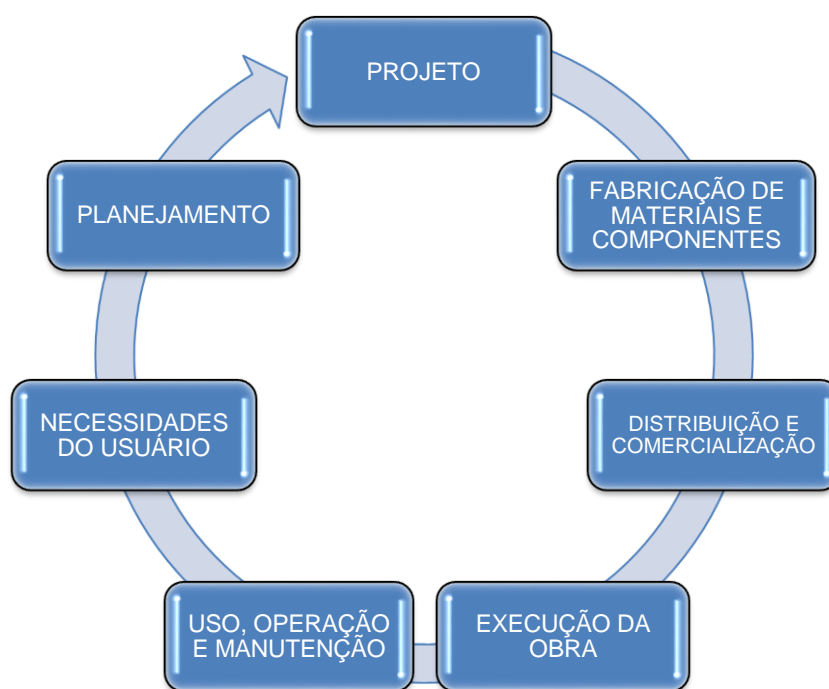 PROJETO
FABRICAÇÃO DE
MATERIAIS E
COMPONENTES
DISTRIBUIÇÃO E
COMERCIALIZAÇÃO
EXECUÇÃO DA
OBRA
USO, OPERAÇÃO
E MANUTENÇÃO
NECESSIDADES
DO USUÁRIO
PLANEJAMENTO